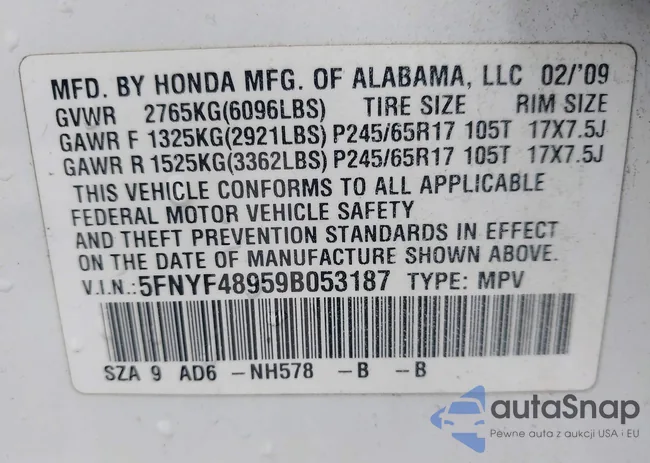 MFD. BY HONDA MFG. OF ALABAMA, LLC 02/'09
GVWR 2765KG(6096LBS) TIRE SIZE RIM SIZE
GAWR F 1325KG(2921LBS) P245/65R17 105T 17X7.5J
GAWR R 1525KG(3362LBS) P245/65R17 105T 17X7.5J
THIS VEHICLE CONFORMS TO ALL APPLICABLE
FEDERAL MOTOR VEHICLE SAFETY
AND THEFT PREVENTION STANDARDS IN EFFECT
ON THE DATE OF MANUFACTURE SHOWN ABOVE.
V.I.N.:5FNYF48959B053187 TYPE: MPV
SZA 9 AD6 -NH578 -B -B
autaSnap
Pewne auta z aukcji USA i EU